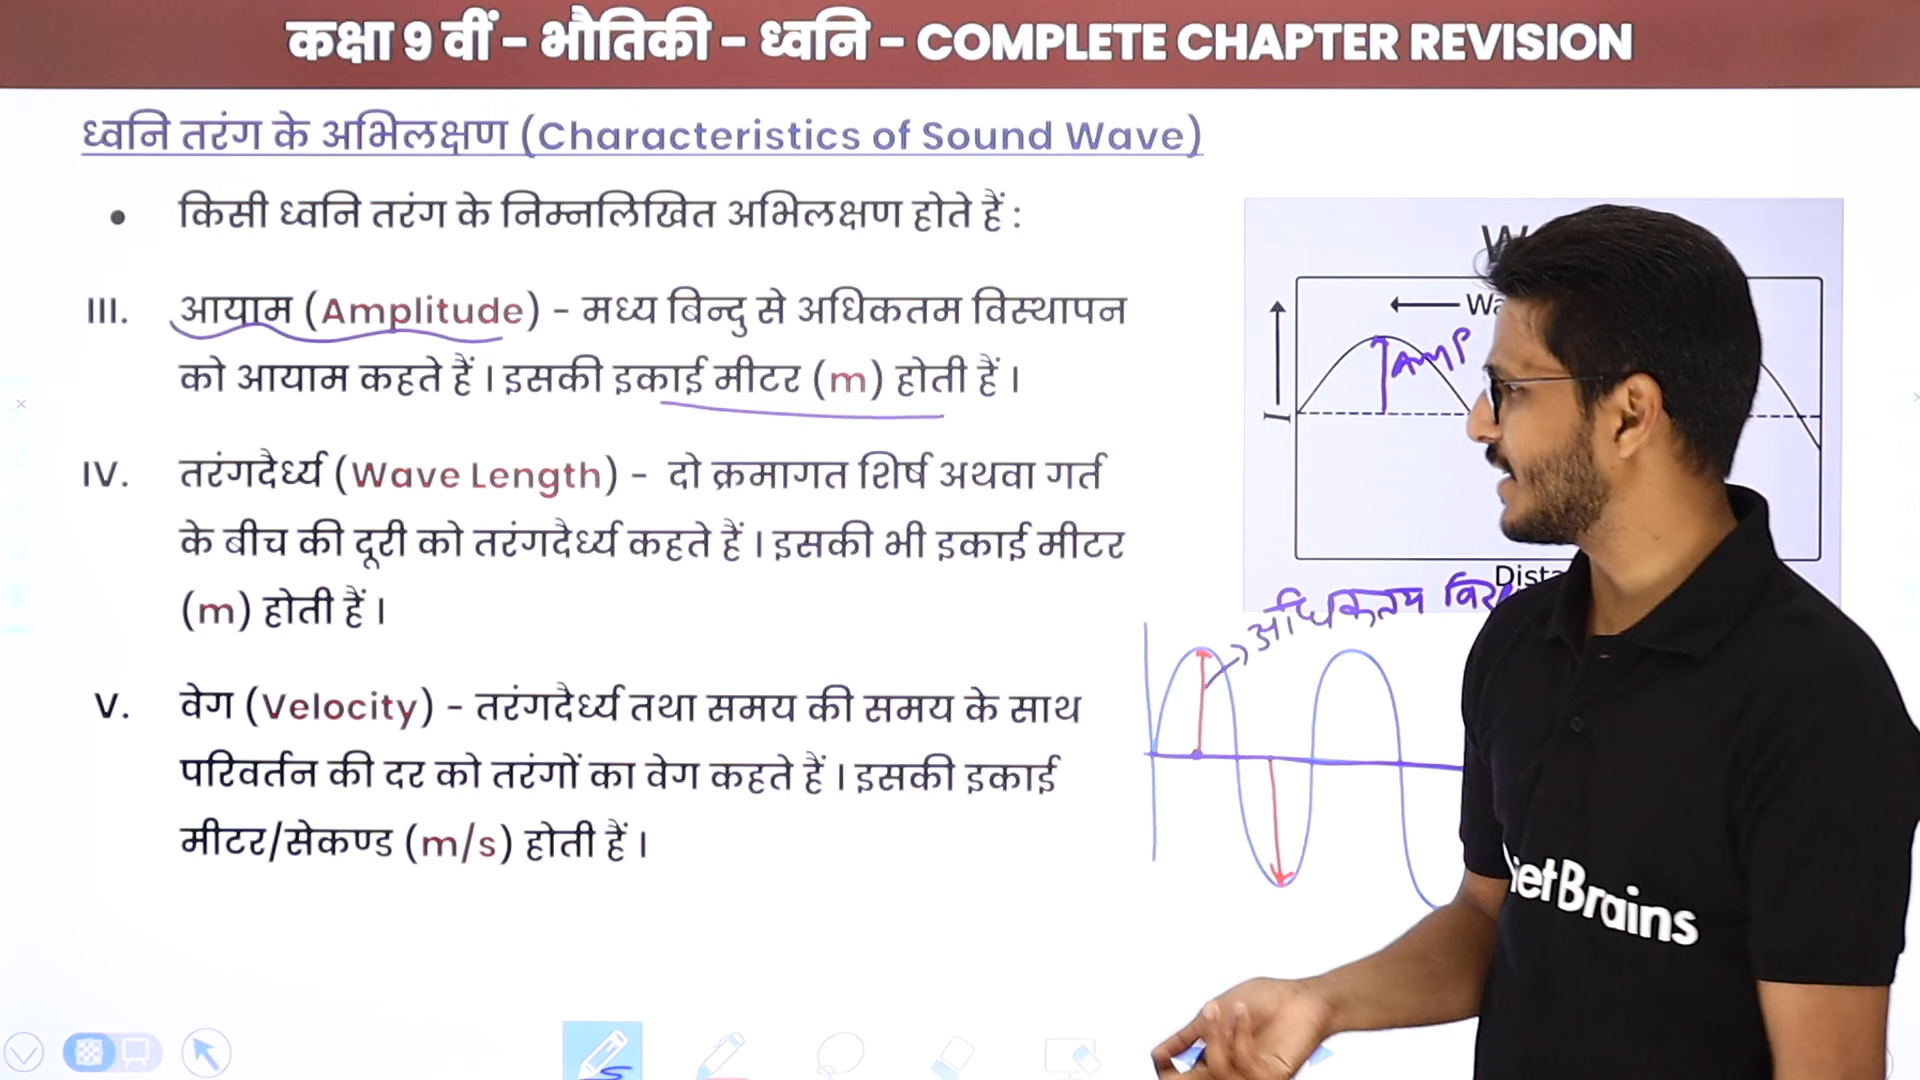 कक्षा 9 वीं - भौतिकी - ध्वनि - COMPLETE CHAPTER REVISION
ध्वनि तरंग के अभिलक्षण (Characteristics of Sound Wave)
• किसी ध्वनि तरंग के निम्नलिखित अभिलक्षण होते हैं :
III. आयाम (Amplitude) - मध्य बिन्दु से अधिकतम विस्थापन
को आयाम कहते हैं । इसकी इकाई मीटर (m) होती हैं ।
IV. तरंगदैर्ध्य (Wave Length) - दो क्रमागत शिर्ष अथवा गर्त
के बीच की दूरी को तरंगदैर्ध्य कहते हैं । इसकी भी इकाई मीटर
(m) होती हैं ।
V. वेग (Velocity) - तरंगदैर्ध्य तथा समय की समय के साथ
परिवर्तन की दर को तरंगों का वेग कहते हैं । इसकी इकाई
मीटर/सेकण्ड (m/s) होती हैं ।
AMP
अधिकतम
etBrains